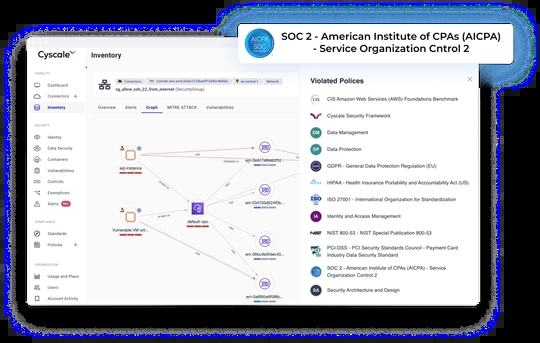 SOC 2 - American Institute of CPAs (AICPA)
- Service Organization Cntrol 2
AICPA
SOC
Cyscale
Inventory
VISIBILITY
Dashboard
Connectors
Inventory
SECURITY
Identity
Data Security
Containers
Vulnerabilities
Controls
Exemptions
Alerts
COMPLIANCE
Standards
Policies
ORGANIZATION
Usage and Plans
Users
Account Activity
Connectors
Network
sg_allow_ssh_22_from_internet (SecurityGroup)
Overview Alerts Graph MITRE ATT&CK Vulnerabilities
sql-instance
Vulnerable VM wit...
default-vpc
Violated Polices
CIS Amazon Web Services (AWS) Foundations Benchmark
Cyscale Security Framework
DM Data Management
DP Data Protection
GDPR - General Data Protection Regulation (EU)
HIPAA - Health Insurance Portability and Accountability Act (US)
ISO ISO 27001 - International Organization for Standardization
IA Identity and Access Management
NIST NIST 800-53 - NIST Special Publication 800-53
PCI-DSS - PCI Security Standards Council - Payment Card
Industry Data Security Standard
SOC 2 - American Institute of CPAs (AICPA) - Service
Organization Cntrol 2
SA Security Architecture and Design